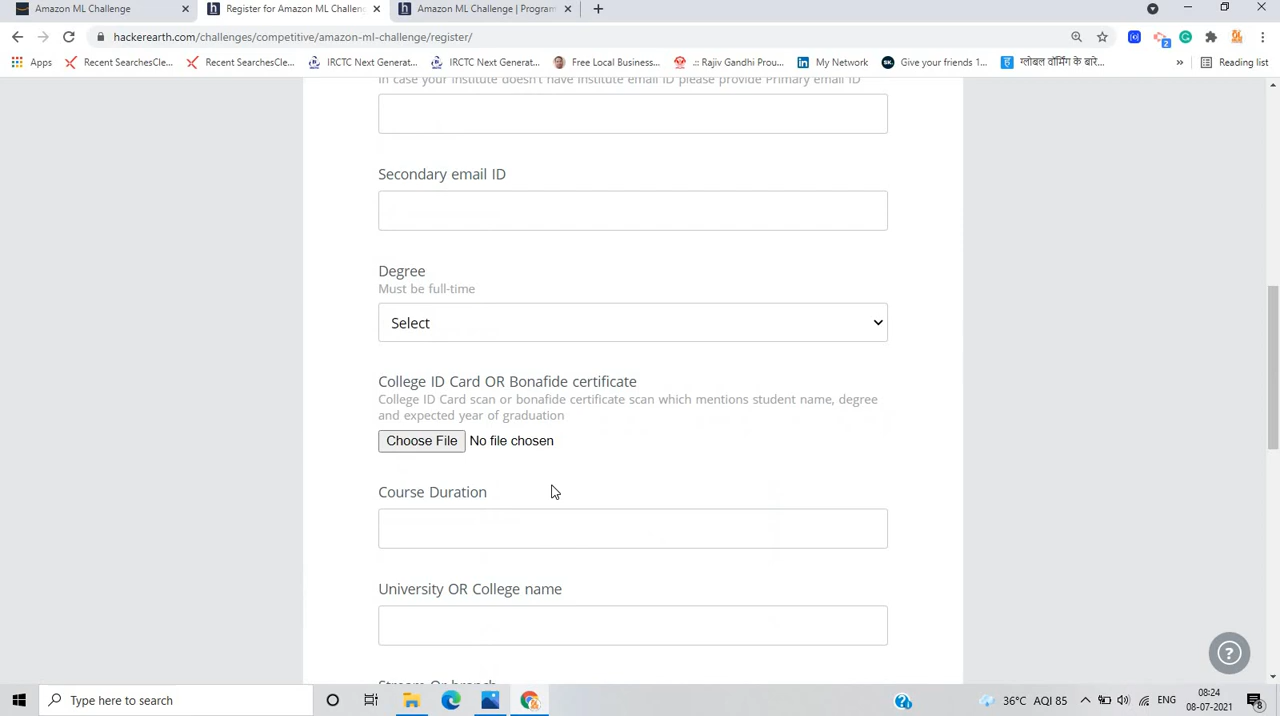 Amazon ML Challenge
Register for Amazon ML Challen
Amazon ML Challenge | Program
hackerearth.com/challenges/competitive/amazon-ml-challenge/register/
2
Apps
Recent SearchesCle...
Recent SearchesCle...
IRCTC Next Generat...
IRCTC Next Generat...
Free Local Business...
.:: Rajiv Gandhi Prou...
My Network
SK
Give your friends 1...
हिं
ग्लोबल वॉर्मिंग के बारे...
»
Reading list
In case your institute doesn't have institute email ID please provide Primary email ID
Secondary email ID
Degree
Must be full-time
Select
College ID Card OR Bonafide certificate
College ID Card scan or bonafide certificate scan which mentions student name, degree
and expected year of graduation
Choose File No file chosen
Course Duration
University OR College name
Stream Or branch
?
Type here to search
36°C AQI 85
ENG
08:24
08-07-2021
8